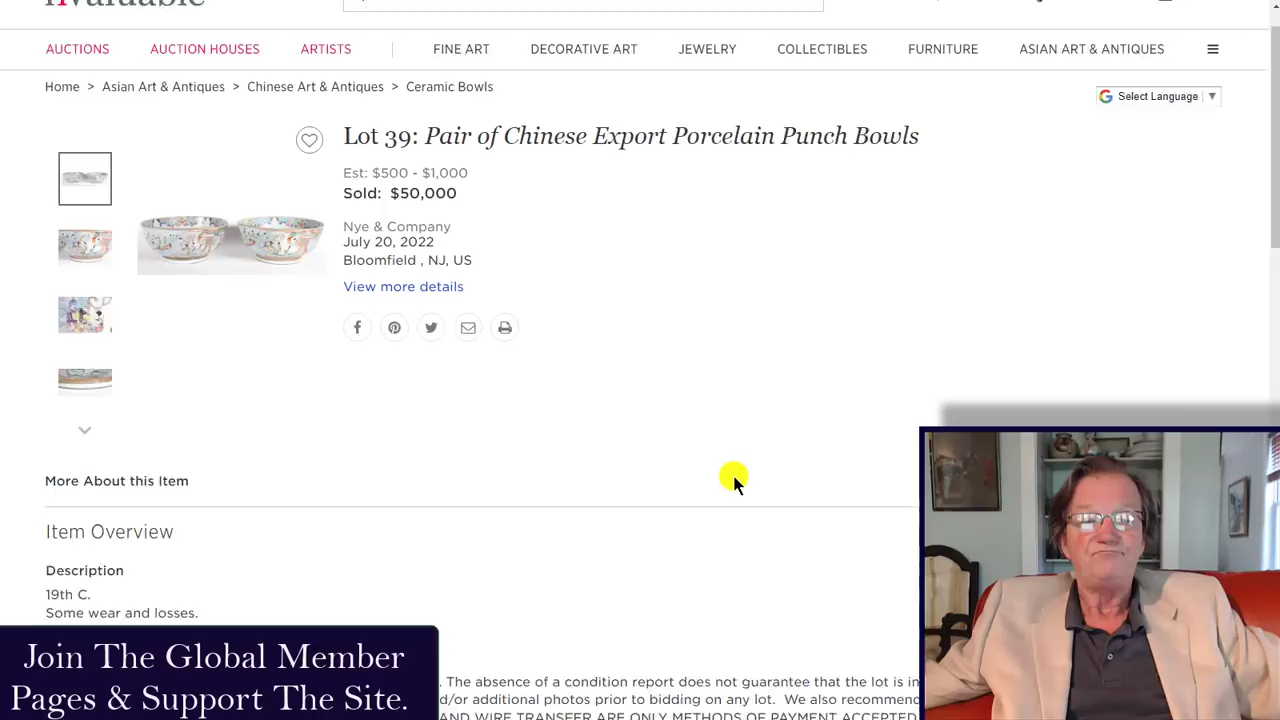 AUCTIONS AUCTION HOUSES ARTISTS FINE ART DECORATIVE ART JEWELRY COLLECTIBLES FURNITURE ASIAN ART & ANTIQUES
Home > Asian Art & Antiques > Chinese Art & Antiques > Ceramic Bowls
Select Language
Lot 39: Pair of Chinese Export Porcelain Punch Bowls
Est: $500 - $1,000
Sold: $50,000
Nye & Company
July 20, 2022
Bloomfield , NJ, US
View more details
More About this Item
Item Overview
Description
19th C.
Some wear and losses.
Join The Global Member
Pages & Support The Site.
. The absence of a condition report does not guarantee that the lot is in
d/or additional photos prior to bidding on any lot. We also recommend
AND WIRE TRANSFER ARE ONLY METHODS OF PAYMENT ACCEPTED